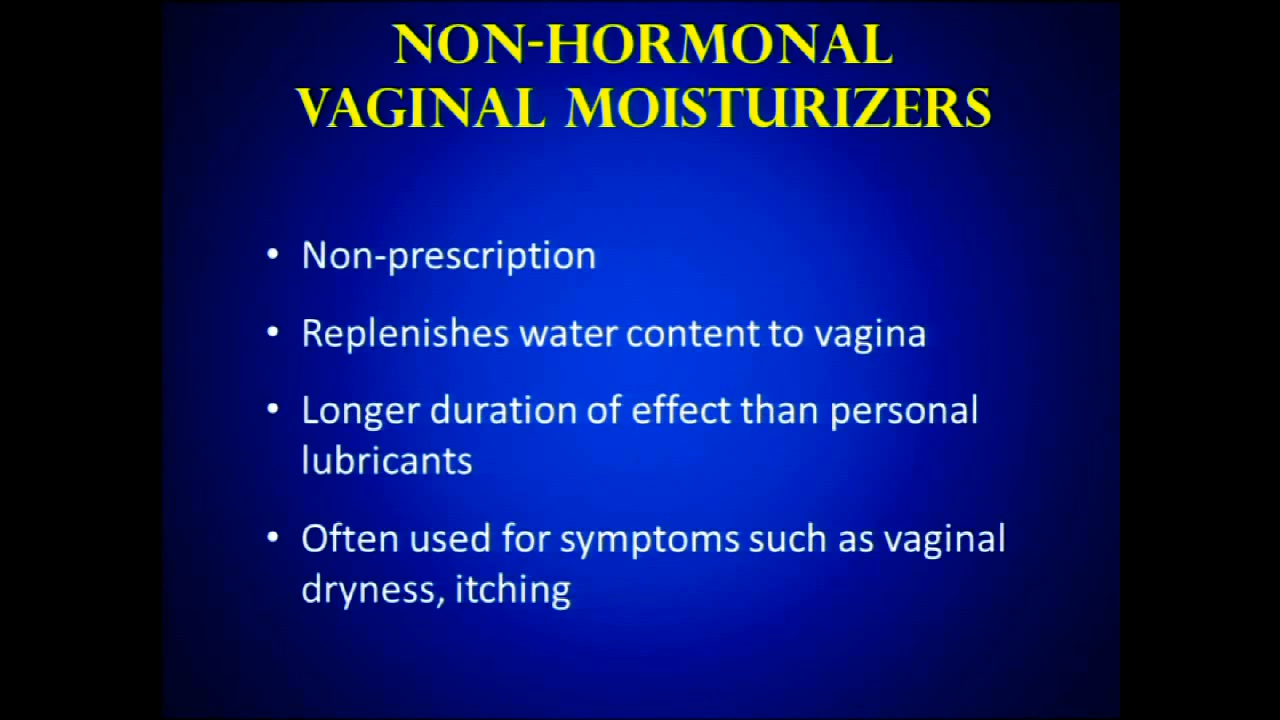 NON-HORMONAL
VAGINAL MOISTURIZERS
• Non-prescription
• Replenishes water content to vagina
• Longer duration of effect than personal
lubricants
• Often used for symptoms such as vaginal
dryness, itching